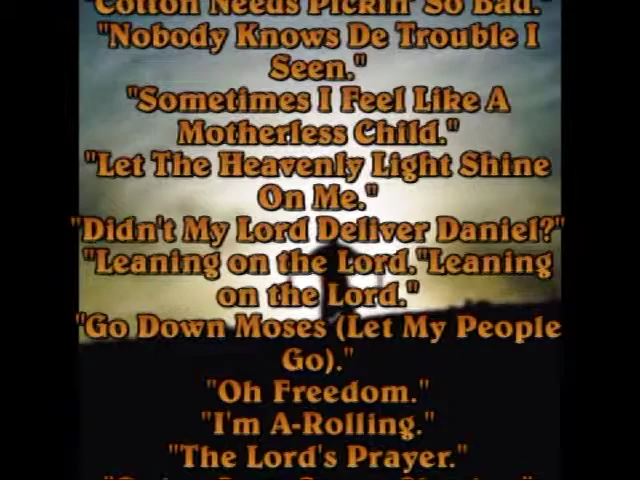 "Cotton Needs Pickin' So Bad."
"Nobody Knows De Trouble I
Seen."
"Sometimes I Feel Like A
Motherless Child."
"Let The Heavenly Light Shine
On Me."
"Didn't My Lord Deliver Daniel?"
"Leaning on the Lord."Leaning
on the Lord."
"Go Down Moses (Let My People
Go)."
"Oh Freedom."
"I'm A-Rolling."
"The Lord's Prayer."